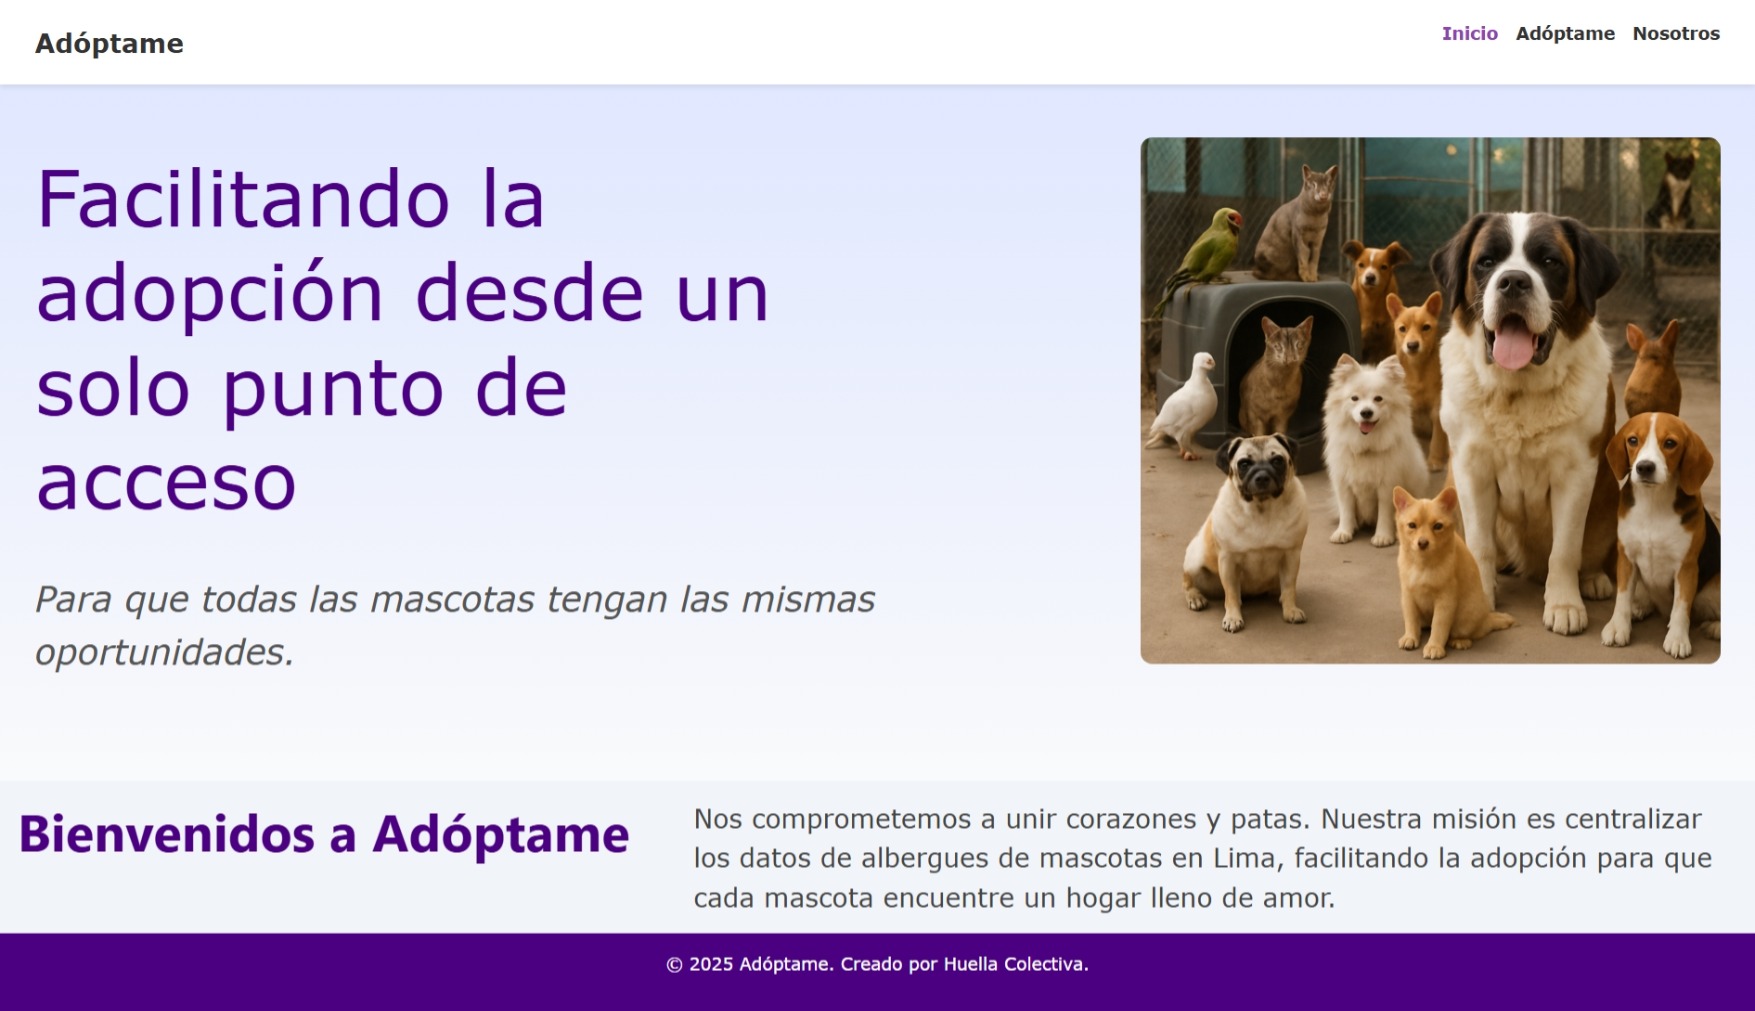 Adóptame
Inicio Adóptame Nosotros
Facilitando la
adopción desde un
solo punto de
acceso
Para que todas las mascotas tengan las mismas
oportunidades.
Bienvenidos a Adóptame
Nos comprometemos a unir corazones y patas. Nuestra misión es centralizar
los datos de albergues de mascotas en Lima, facilitando la adopción para que
cada mascota encuentre un hogar lleno de amor.
© 2025 Adóptame. Creado por Huella Colectiva.